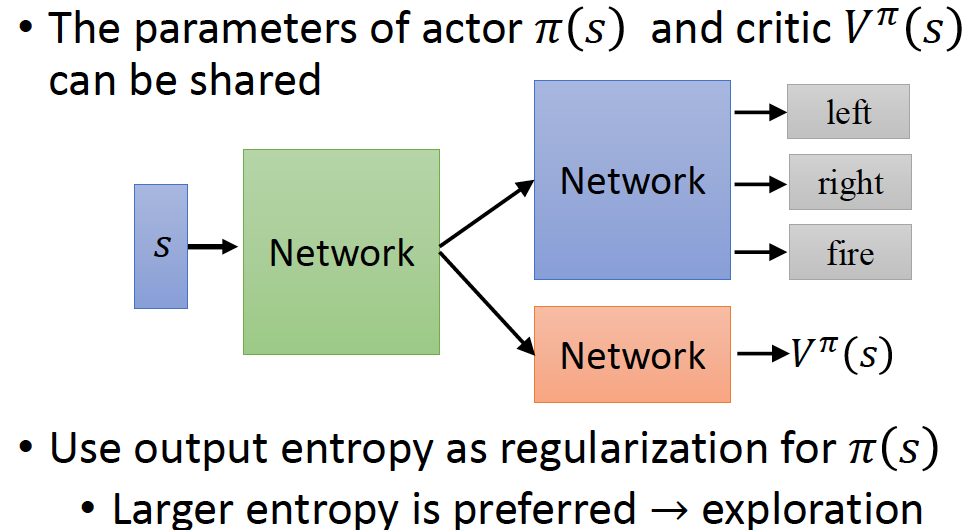 • The parameters of actor π(s) and critic V^π(s)
can be shared
left
Network
right
s
Network
fire
Network
V^π(s)
• Use output entropy as regularization for π(s)
• Larger entropy is preferred → exploration